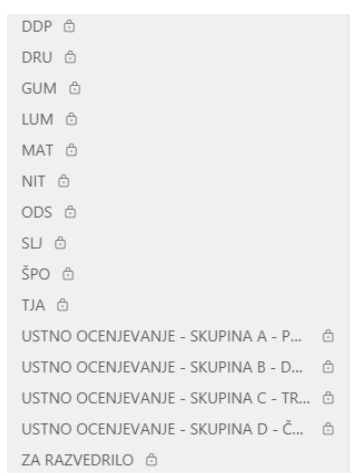 DDP
DRU
GUM
LUM
MAT
NIT
ODS
SLJ
ŠPO
TJA
USTNO OCENJEVANJE - SKUPINA A - P...
USTNO OCENJEVANJE - SKUPINA B - D...
USTNO OCENJEVANJE - SKUPINA C - TR...
USTNO OCENJEVANJE - SKUPINA D - Č...
ZA RAZVEDRILO